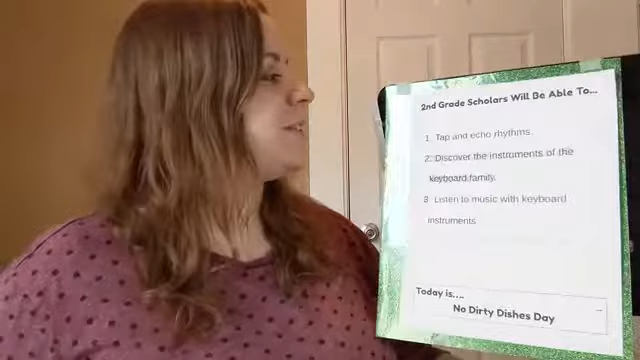 2nd Grade Scholars Will Be Able To...
1. Tap and echo rhythms.
2. Discover the instruments of the
keyboard family.
3. Listen to music with keyboard
instruments
Today is....
No Dirty Dishes Day